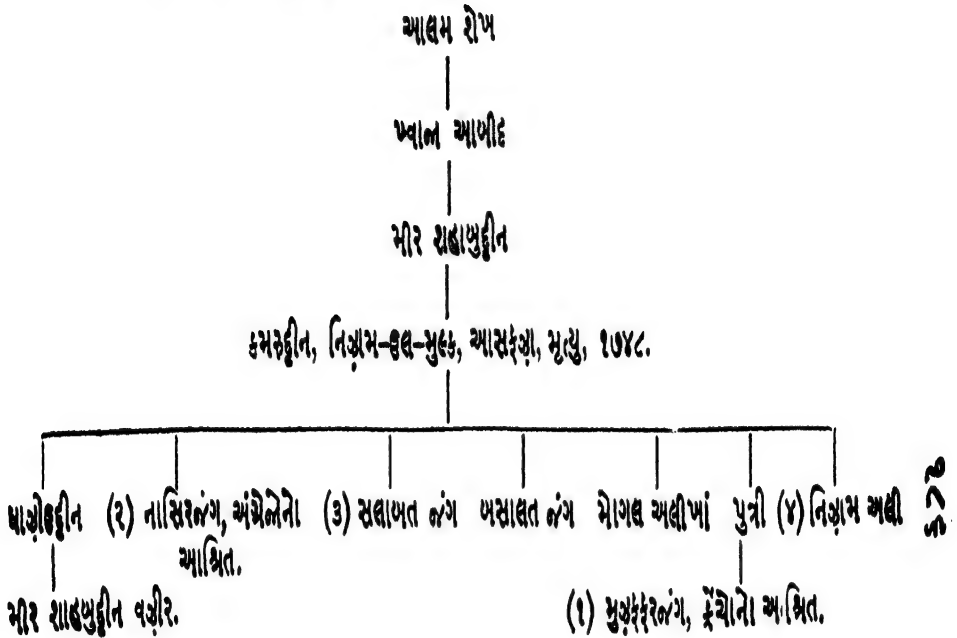 આલમ શેખ
ખ્વાજા આબીદ
મીર શહાબુદ્દીન
કમરુદ્દીન, નિઝામ-ઉલ-મુલ્ક, આસફઝા, મૃત્યુ, ૧૭૪૮.
ઘાઝીઉદ્દીન (૨) નાસિરજંગ, અંગ્રેજોનો (૩) સલાબત જંગ બસાલત જંગ મોગલ અલીખાં પુત્રી (૪) નિઝામ અલી
આશ્રિત.
મીર શાહબુદ્દીન વઝીર. (૧) મુઝફ્ફરજંગ, ફ્રેંચોનો આશ્રિત.